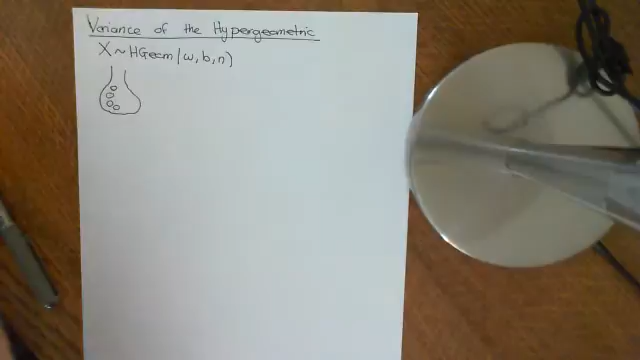 Variance of the Hypergeometric
X ~ HGeom(w, b, n)